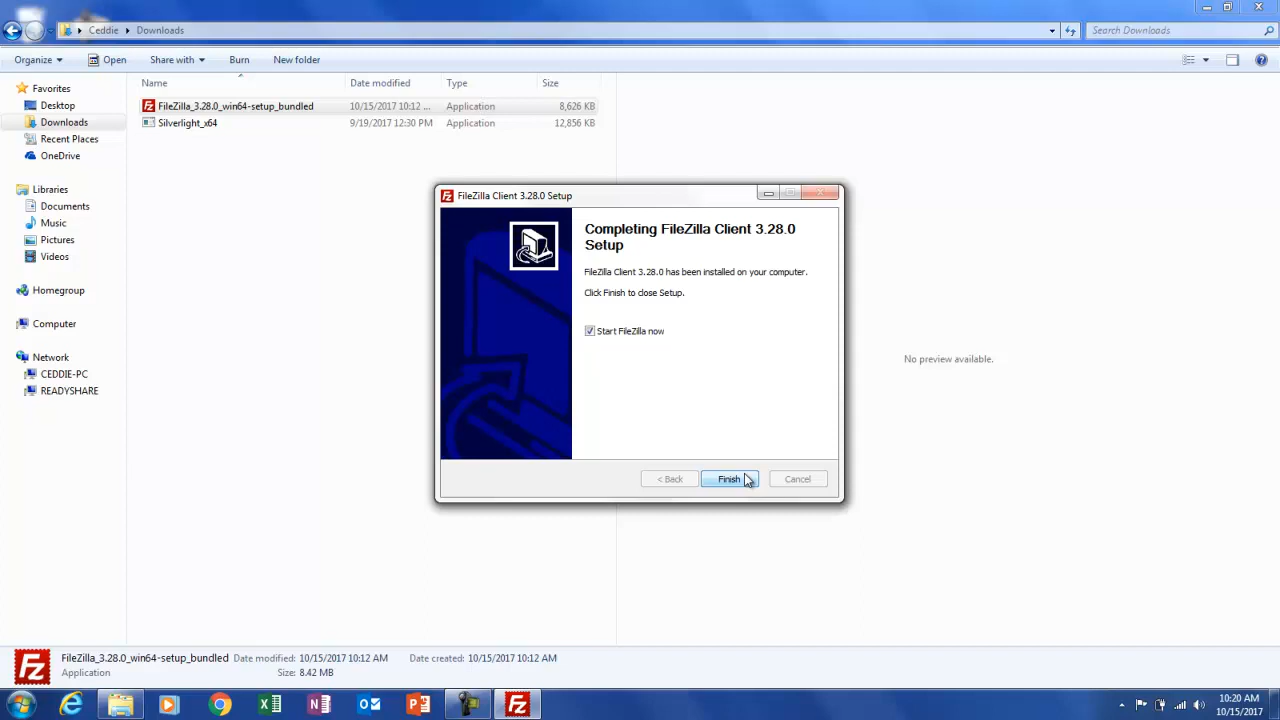 Ceddie
Downloads
Search Downloads
Organize
Open
Share with
Burn
New folder
Name
Date modified
Type
Size
Favorites
Desktop
Downloads
Recent Places
OneDrive
Libraries
Documents
Music
Pictures
Videos
Homegroup
Computer
Network
CEDDIE-PC
READYSHARE
FileZilla_3.28.0_win64-setup_bundled 10/15/2017 10:12 ... Application 8,626 KB
Silverlight_x64 9/19/2017 12:30 PM Application 12,856 KB
No preview available.
FileZilla Client 3.28.0 Setup
Completing FileZilla Client 3.28.0
Setup
FileZilla Client 3.28.0 has been installed on your computer.
Click Finish to close Setup.
Start FileZilla now
< Back
Finish
Cancel
FileZilla_3.28.0_win64-setup_bundled Date modified: 10/15/2017 10:12 AM Date created: 10/15/2017 10:12 AM
Application Size: 8.42 MB
10:20 AM
10/15/2017